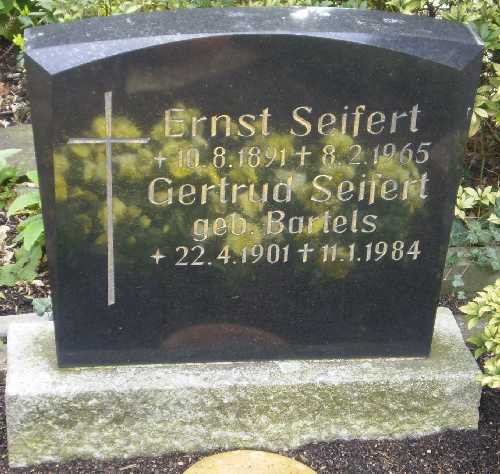 Ernst Seifert
+ 10.8.1891 ✝ 8.2.1965
Gertrud Seifert
geb. Bartels
+ 22.4.1901 ✝ 11.1.1984